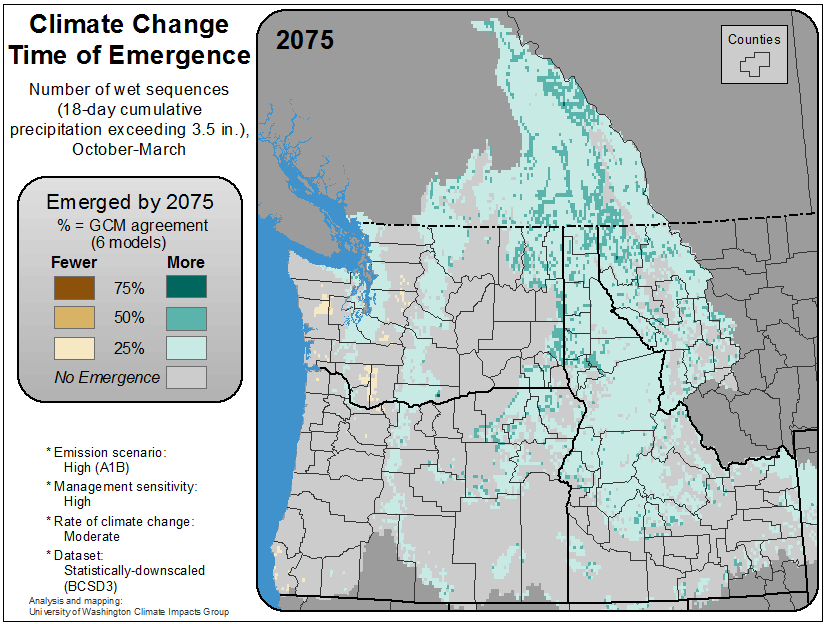 Climate Change
Time of Emergence
Number of wet sequences
(18-day cumulative
precipitation exceeding 3.5 in.),
October-March
Emerged by 2075
% = GCM agreement
(6 models)
Fewer More
75%
50%
25%
No Emergence
* Emission scenario:
High (A1B)
* Management sensitivity:
High
* Rate of climate change:
Moderate
* Dataset:
Statistically-downscaled
(BCSD3)
Analysis and mapping:
University of Washington Climate Impacts Group
2075
Counties